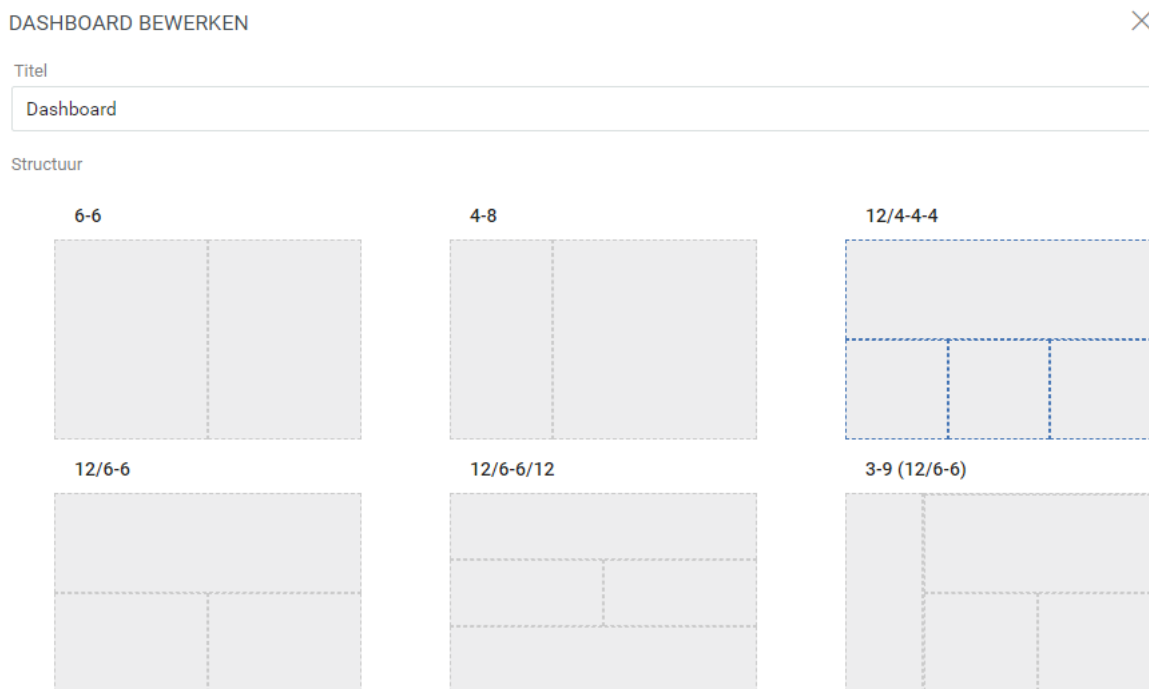 DASHBOARD BEWERKEN
Titel
Dashboard
Structuur
6-6
4-8
12/4-4-4
12/6-6
12/6-6/12
3-9 (12/6-6)